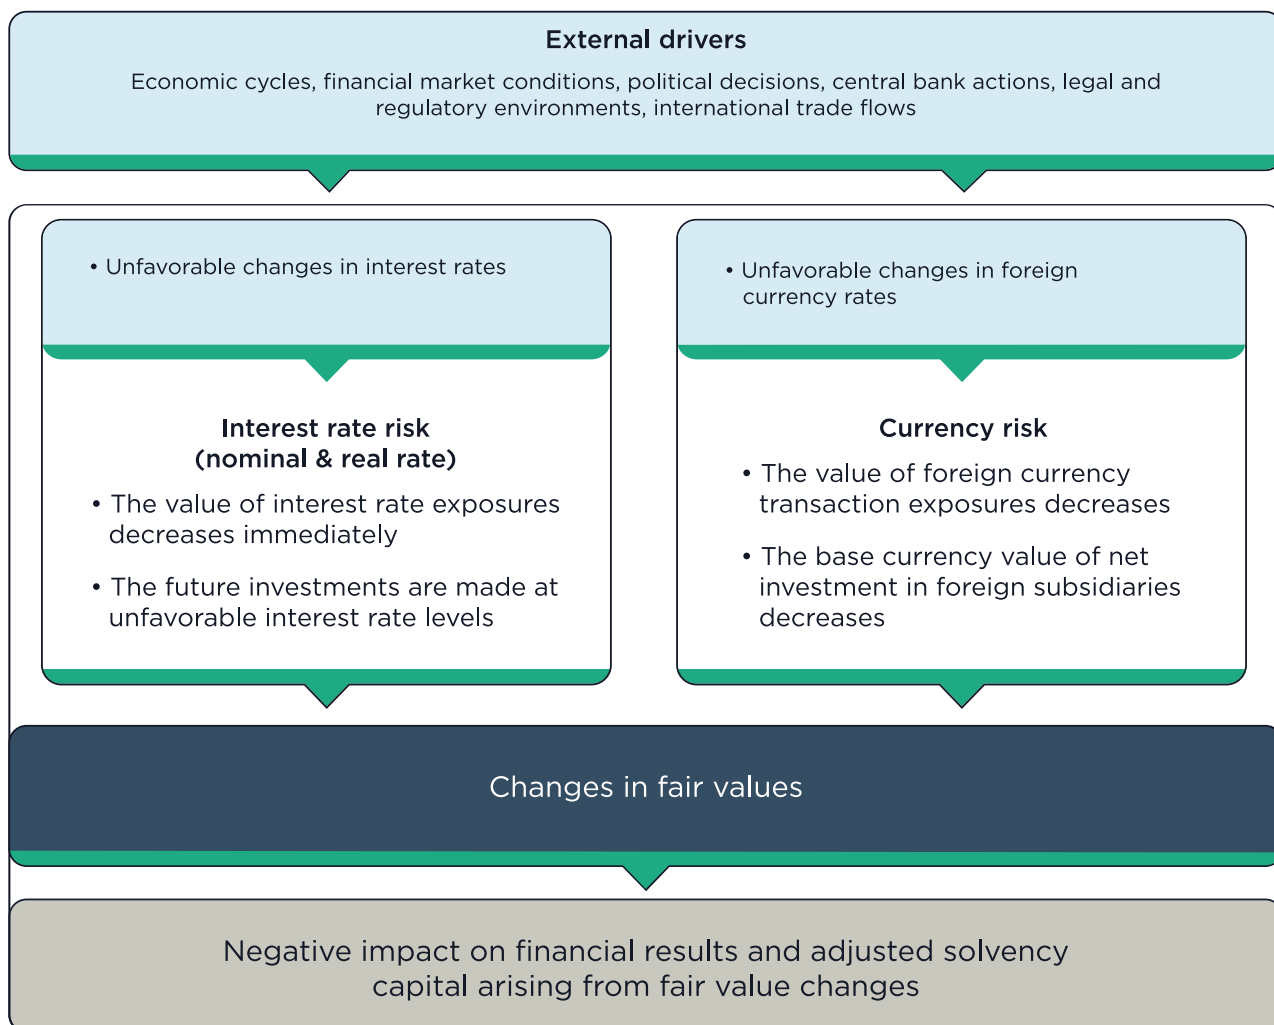 External drivers
Economic cycles, financial market conditions, political decisions, central bank actions, legal and
regulatory environments, international trade flows
• Unfavorable changes in interest rates
Interest rate risk
(nominal & real rate)
• The value of interest rate exposures
decreases immediately
• The future investments are made at
unfavorable interest rate levels
• Unfavorable changes in foreign
currency rates
Currency risk
• The value of foreign currency
transaction exposures decreases
• The base currency value of net
investment in foreign subsidiaries
decreases
Changes in fair values
Negative impact on financial results and adjusted solvency
capital arising from fair value changes